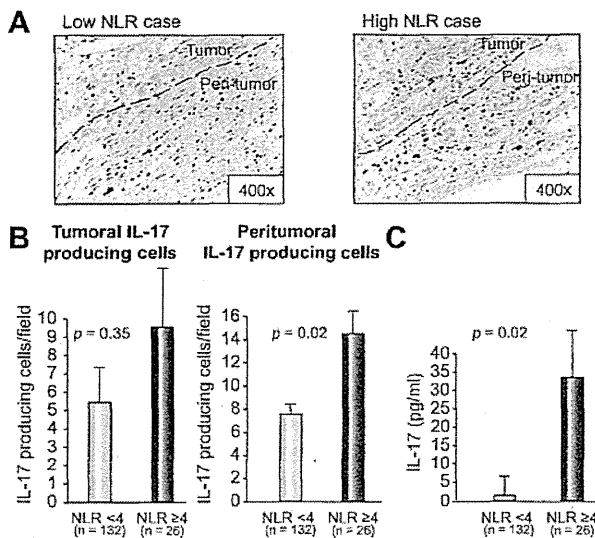 A
Low NLR case
High NLR case
Tumor
Peri-tumor
400x
Tumor
Peri-tumor
400x
B
Tumoral IL-17
producing cells
Peritumoral
IL-17 producing cells
C
IL-17 producing cells/field
10
9
8
7
6
5
4
3
2
1
0
p = 0.35
NLR <4
(n = 132)
NLR ≥4
(n = 26)
IL-17 producing cells/field
16
14
12
10
8
6
4
2
0
p = 0.02
NLR <4
(n = 132)
NLR ≥4
(n = 26)
IL-17 (pg/ml)
40
35
30
25
20
15
10
5
0
p = 0.02
NLR <4
(n = 132)
NLR ≥4
(n = 26)